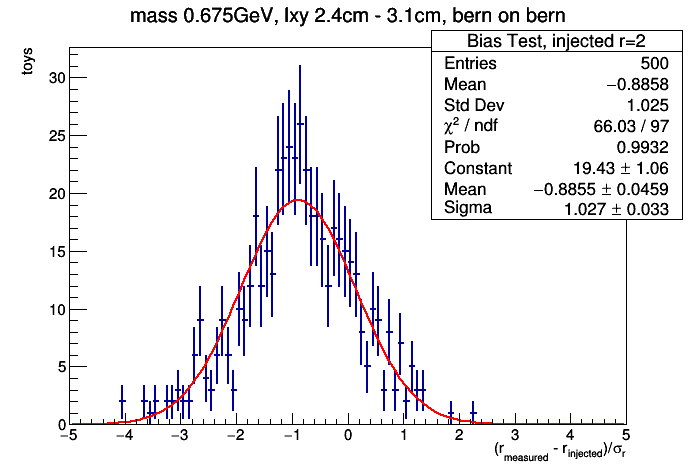 mass 0.675GeV, lxy 2.4cm - 3.1cm, bern on bern
Bias Test, injected r=2
Entries 500
Mean −0.8858
Std Dev 1.025
χ² / ndf 66.03 / 97
Prob 0.9932
Constant 19.43 ± 1.06
Mean −0.8855 ± 0.0459
Sigma 1.027 ± 0.033
toys
30
25
20
15
10
5
0
−5 −4 −3 −2 −1 0 1 2 3 4 5
(r_measured - r_injected)/σ_r